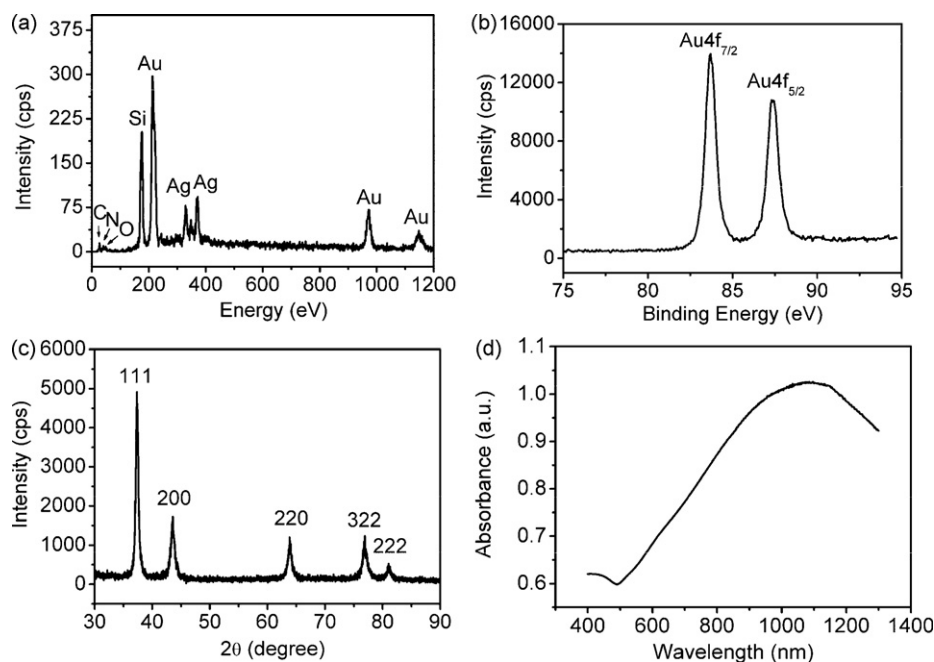 (a)
375
300
225
150
75
0
Intensity (cps)
C
N
O
Si
Au
Ag
Ag
Au
Au
0 200 400 600 800 1000 1200
Energy (eV)
(b)
16000
12000
8000
4000
0
Intensity (cps)
Au4f7/2
Au4f5/2
75 80 85 90 95
Binding Energy (eV)
(c)
6000
5000
4000
3000
2000
1000
0
Intensity (cps)
111
200
220
322
222
30 40 50 60 70 80 90
2θ (degree)
(d)
1.1
1.0
0.9
0.8
0.7
0.6
Absorbance (a.u.)
400 600 800 1000 1200 1400
Wavelength (nm)